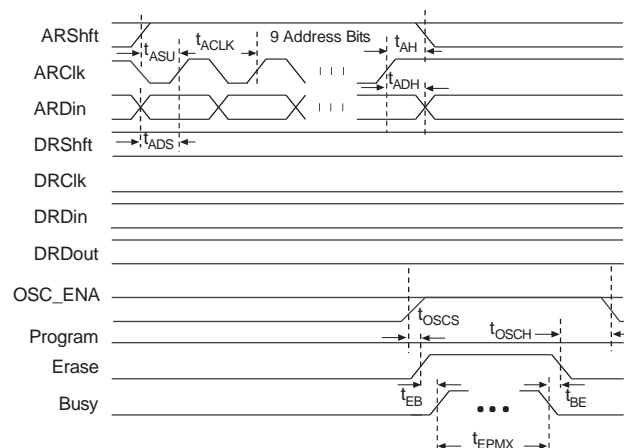 ARShft
tASU
tACLK
9 Address Bits
tAH
ARClk
tADH
ARDin
DRShft
tADS
DRClk
DRDin
DRDout
OSC_ENA
tOSCS
tOSCH
Program
Erase
tEB
tBE
Busy
tEPMX